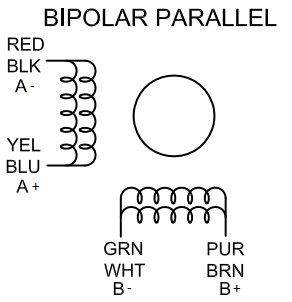 BIPOLAR PARALLEL
RED
BLK
A -
YEL
BLU
A +
GRN
WHT
B -
PUR
BRN
B +